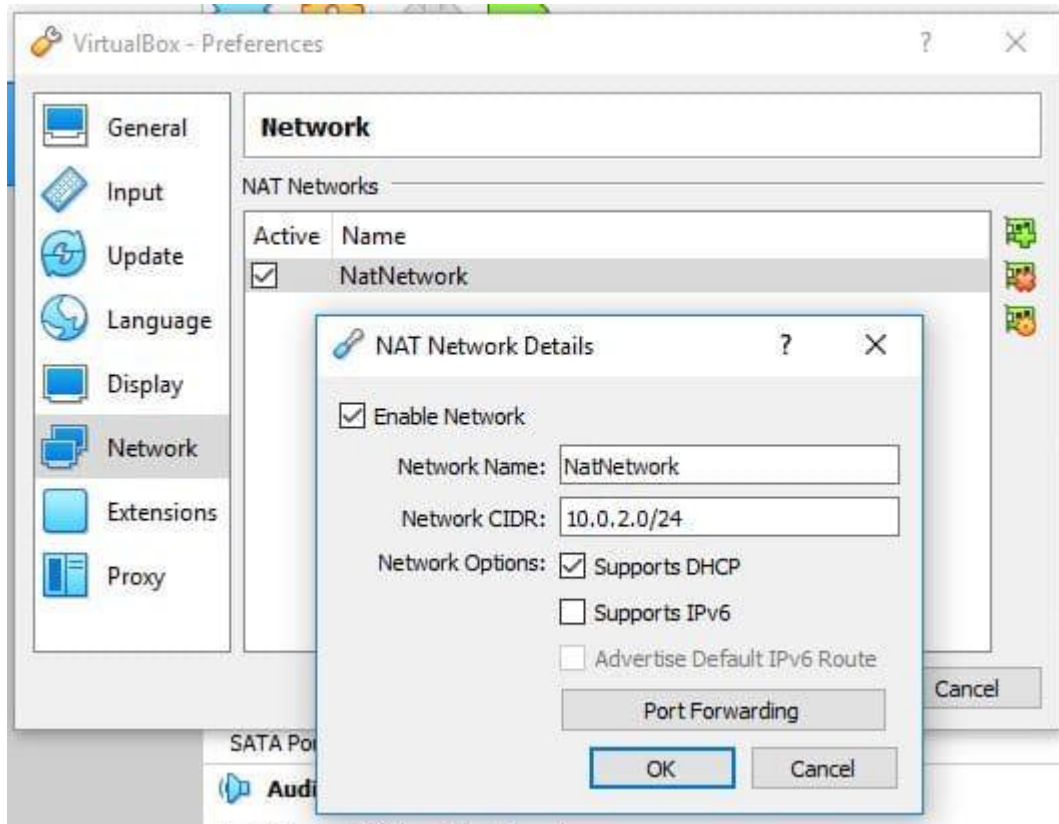 VirtualBox - Preferences ?
General
Input
Update
Language
Display
Network
Extensions
Proxy
Network
NAT Networks
Active Name
NatNetwork
NAT Network Details ?
Enable Network
Network Name: NatNetwork
Network CIDR: 10.0.2.0/24
Network Options: Supports DHCP
Supports IPv6
Advertise Default IPv6 Route
Port Forwarding
OK Cancel
Cancel
SATA Po
Audi